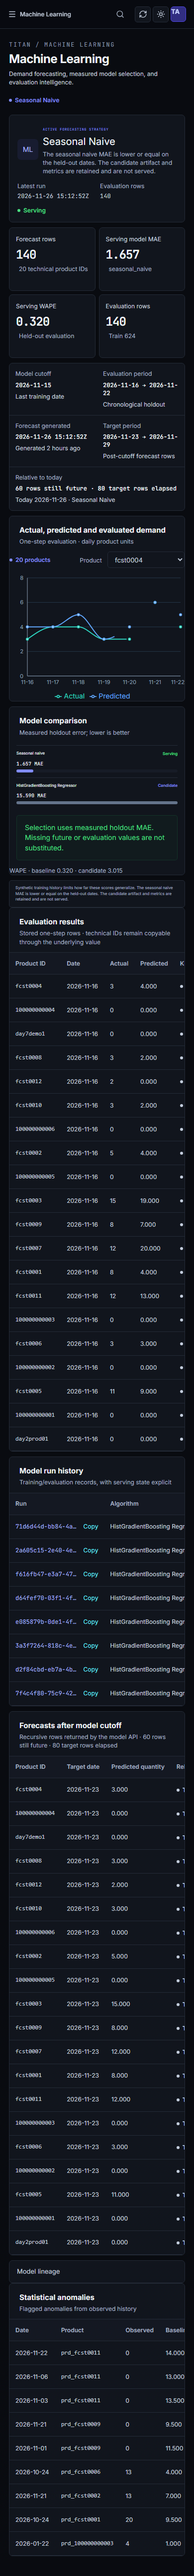 Machine Learning
TA
TITAN / MACHINE LEARNING
Machine Learning
Demand forecasting, measured model selection, and
evaluation intelligence.
Seasonal Naive
ML
ACTIVE FORECASTING STRATEGY
Seasonal Naive
The seasonal naive MAE is lower or equal on
the held-out dates. The candidate artifact and
metrics are retained and are not served.
Latest run
2026-11-26 15:12:52Z
Evaluation rows
140
Serving
Forecast rows
140
20 technical product IDs
Serving model MAE
1.657
seasonal_naive
Serving WAPE
0.320
Held-out evaluation
Evaluation rows
140
Train 624
Model cutoff
2026-11-15
Last training date
Evaluation period
2026-11-16 → 2026-11-
22
Chronological holdout
Forecast generated
2026-11-26 15:12:52Z
Generated 2 hours ago
Target period
2026-11-23 → 2026-11-
29
Post-cutoff forecast rows
Relative to today
60 rows still future · 80 target rows elapsed
Today 2026-11-26 · Seasonal Naive
Actual, predicted and evaluated demand
One-step evaluation · daily product units
20 products
Product
fcst0004
8
6
4
2
0
11-16 11-17 11-18 11-19 11-20 11-21 11-22
Actual Predicted
Model comparison
Measured holdout error; lower is better
Seasonal naive Serving
1.657 MAE
HistGradientBoosting Regressor Candidate
15.590 MAE
Selection uses measured holdout MAE.
Missing future or evaluation values are not
substituted.
WAPE · baseline 0.320 · candidate 3.015
Synthetic training history limits how far these scores generalize. The seasonal naive
MAE is lower or equal on the held-out dates. The candidate artifact and metrics are
retained and are not served.
Evaluation results
Stored one-step rows · technical IDs remain copyable
through the underlying value
Product ID Date Actual Predicted K
fcst0004 2026-11-16 3 4.000
100000000004 2026-11-16 0 0.000
day7demo1 2026-11-16 0 0.000
fcst0008 2026-11-16 3 2.000
fcst0012 2026-11-16 2 0.000
fcst0010 2026-11-16 3 2.000
100000000006 2026-11-16 0 0.000
fcst0002 2026-11-16 5 4.000
100000000005 2026-11-16 0 0.000
fcst0003 2026-11-16 15 19.000
fcst0009 2026-11-16 8 7.000
fcst0007 2026-11-16 12 20.000
fcst0001 2026-11-16 8 4.000
fcst0011 2026-11-16 12 13.000
100000000003 2026-11-16 0 0.000
fcst0006 2026-11-16 3 3.000
100000000002 2026-11-16 0 0.000
fcst0005 2026-11-16 11 9.000
100000000001 2026-11-16 0 0.000
day2prod01 2026-11-16 0 0.000
Model run history
Training/evaluation records, with serving state explicit
Run Algorithm
71d6d44d-bb84-4a… Copy HistGradientBoosting Regr
2a605c15-2e40-4e… Copy HistGradientBoosting Regr
f616fb47-e3a7-47… Copy HistGradientBoosting Regr
d64fef70-03f1-4f… Copy HistGradientBoosting Regr
e085879b-0de1-4f… Copy HistGradientBoosting Regr
3a3f7264-818c-4e… Copy HistGradientBoosting Regr
d2f84cbd-eb7a-4b… Copy HistGradientBoosting Regr
7f4c4f80-75c9-42… Copy HistGradientBoosting Regr
Forecasts after model cutoff
Recursive rows returned by the model API · 60 rows
still future · 80 target rows elapsed
Product ID Target date Predicted quantity Rel
fcst0004 2026-11-23 3.000
100000000004 2026-11-23 0.000
day7demo1 2026-11-23 0.000
fcst0008 2026-11-23 3.000
fcst0012 2026-11-23 2.000
fcst0010 2026-11-23 3.000
100000000006 2026-11-23 0.000
fcst0002 2026-11-23 5.000
100000000005 2026-11-23 0.000
fcst0003 2026-11-23 15.000
fcst0009 2026-11-23 8.000
fcst0007 2026-11-23 12.000
fcst0001 2026-11-23 8.000
fcst0011 2026-11-23 12.000
100000000003 2026-11-23 0.000
fcst0006 2026-11-23 3.000
100000000002 2026-11-23 0.000
fcst0005 2026-11-23 11.000
100000000001 2026-11-23 0.000
day2prod01 2026-11-23 0.000
Model lineage
Statistical anomalies
Flagged anomalies from observed history
Date Product Observed Baseli
2026-11-22 prd_fcst0011 0 14.000
2026-11-06 prd_fcst0011 0 13.000
2026-11-03 prd_fcst0011 0 13.500
2026-11-21 prd_fcst0009 0 9.500
2026-11-01 prd_fcst0009 0 11.500
2026-10-24 prd_fcst0006 13 4.000
2026-11-21 prd_fcst0002 13 7.000
2026-10-24 prd_fcst0001 20 9.500
2026-01-22 prd_100000000003 4 1.000